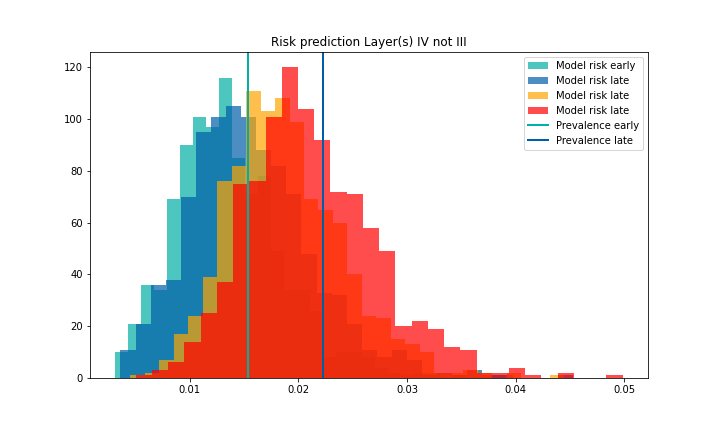 Risk prediction Layer(s) IV not III
120
100
80
60
40
20
0
Model risk early
Model risk late
Model risk late
Model risk late
Prevalence early
Prevalence late
0.01 0.02 0.03 0.04 0.05